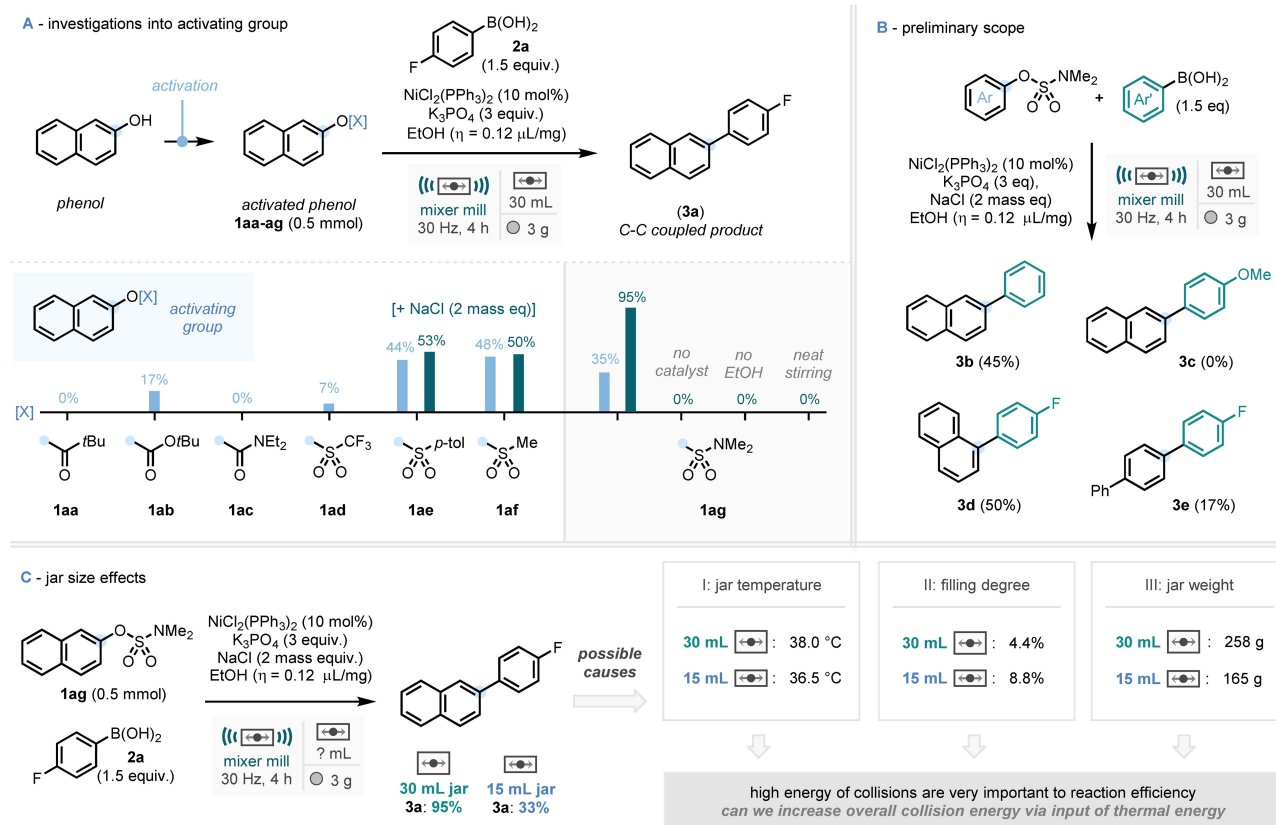 A - investigations into activating group
B(OH)2
2a
(1.5 equiv.)
F
NiCl2(PPh3)2 (10 mol%)
K3PO4 (3 equiv.)
EtOH (η = 0.12 μL/mg)
activation
OH
phenol
O[X]
activated phenol
1aa-ag (0.5 mmol)
mixer mill
30 Hz, 4 h
30 mL
3 g
F
(3a)
C-C coupled product
O[X]
activating
group
[+ NaCl (2 mass eq)]
0%
17%
0%
7%
44%
53%
48%
50%
35%
95%
no
catalyst
0%
no
EtOH
0%
neat
stirring
0%
[X]
tBu
O
1aa
OtBu
O
1ab
NEt2
O
1ac
CF3
S
O O
1ad
p-tol
S
O O
1ae
Me
S
O O
1af
NMe2
S
O O
1ag
B - preliminary scope
Ar
O
S
NMe2
O O
+
Ar'
B(OH)2
(1.5 eq)
NiCl2(PPh3)2 (10 mol%)
K3PO4 (3 eq),
NaCl (2 mass eq)
EtOH (η = 0.12 μL/mg)
mixer mill
30 Hz, 4 h
30 mL
3 g
3b (45%)
OMe
3c (0%)
F
3d (50%)
F
Ph
3e (17%)
C - jar size effects
O
S
NMe2
O O
1ag (0.5 mmol)
B(OH)2
2a
F
(1.5 equiv.)
NiCl2(PPh3)2 (10 mol%)
K3PO4 (3 equiv.)
NaCl (2 mass equiv.)
EtOH (η = 0.12 μL/mg)
mixer mill
30 Hz, 4 h
? mL
3 g
F
30 mL jar
3a: 95%
15 mL jar
3a: 33%
possible
causes
I: jar temperature
30 mL : 38.0 °C
15 mL : 36.5 °C
II: filling degree
30 mL : 4.4%
15 mL : 8.8%
III: jar weight
30 mL : 258 g
15 mL : 165 g
high energy of collisions are very important to reaction efficiency
can we increase overall collision energy via input of thermal energy